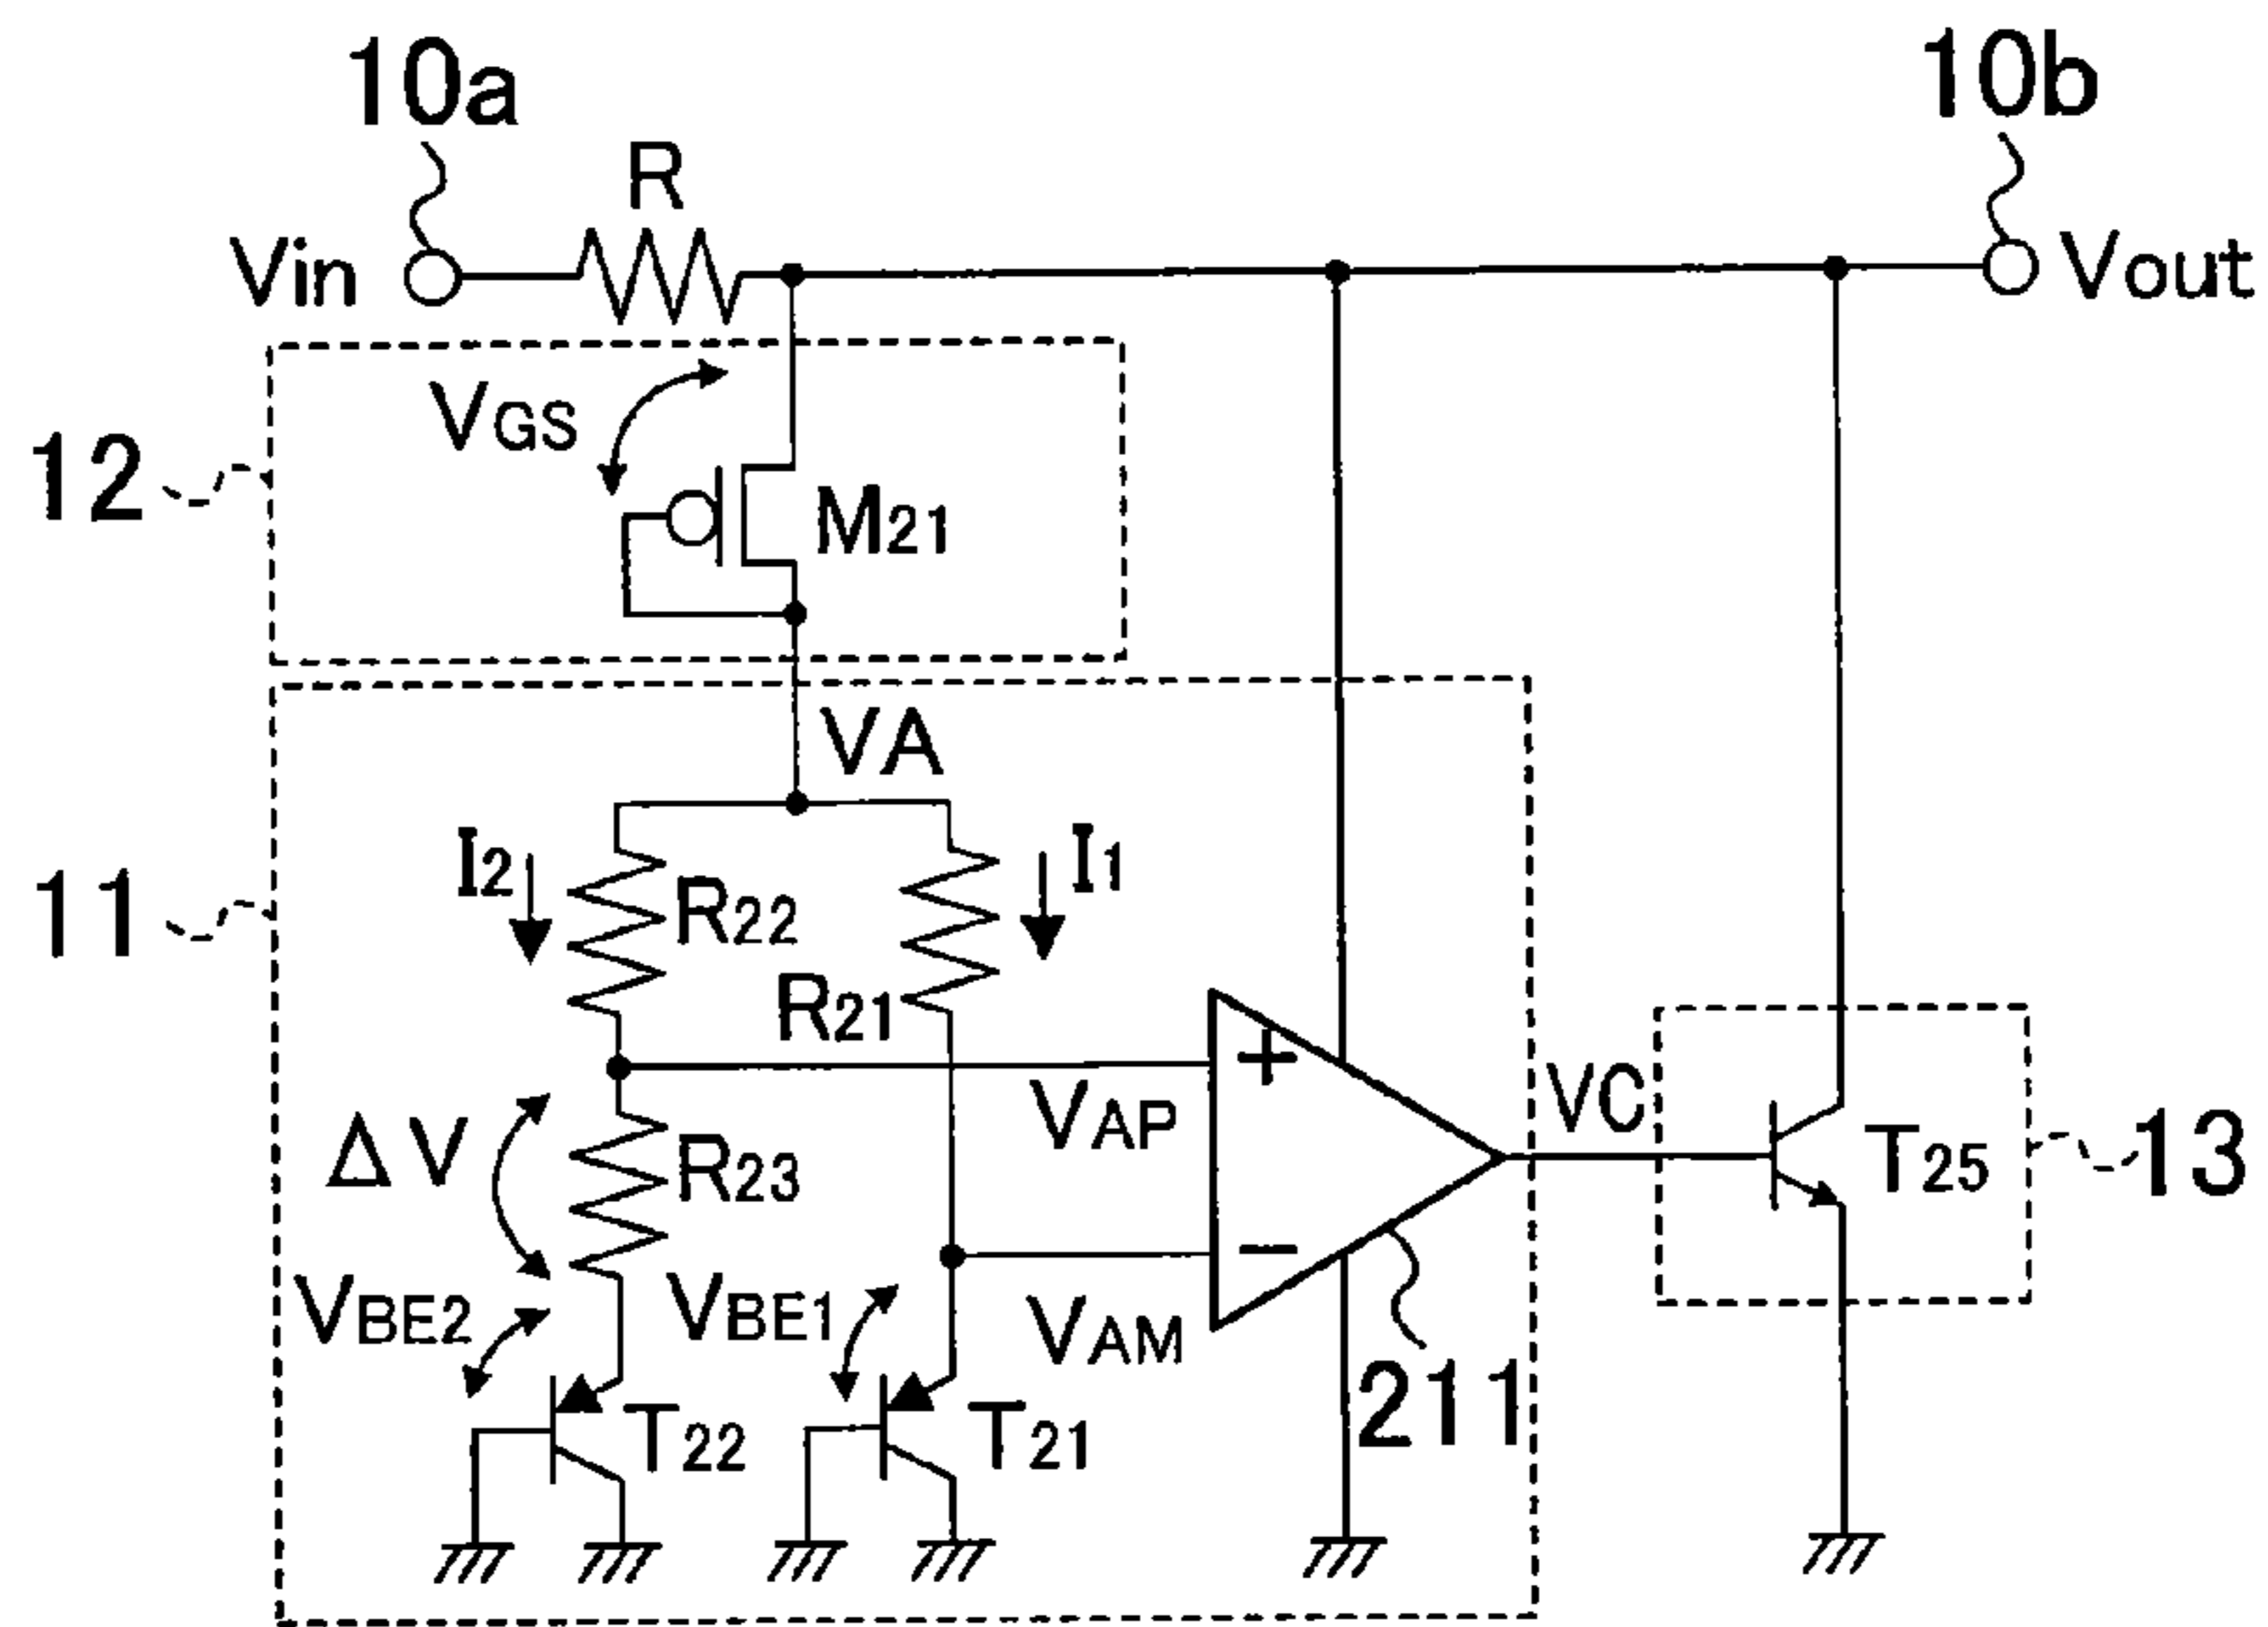 10a
10b
R
Vin
Vout
VGS
12
M21
VA
I2
I1
11
R22
R21
+
VAP
VC
ΔV
R23
T25
13
−
VBE2
VBE1
VAM
211
T22
T21